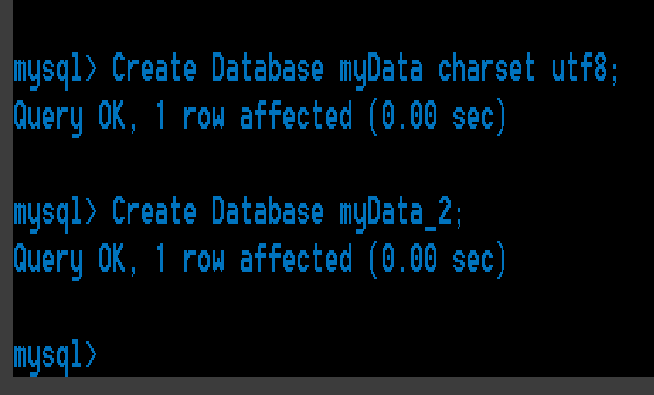 mysql> Create Database myData charset utf8;
Query OK, 1 row affected (0.00 sec)
mysql> Create Database myData_2;
Query OK, 1 row affected (0.00 sec)
mysql>